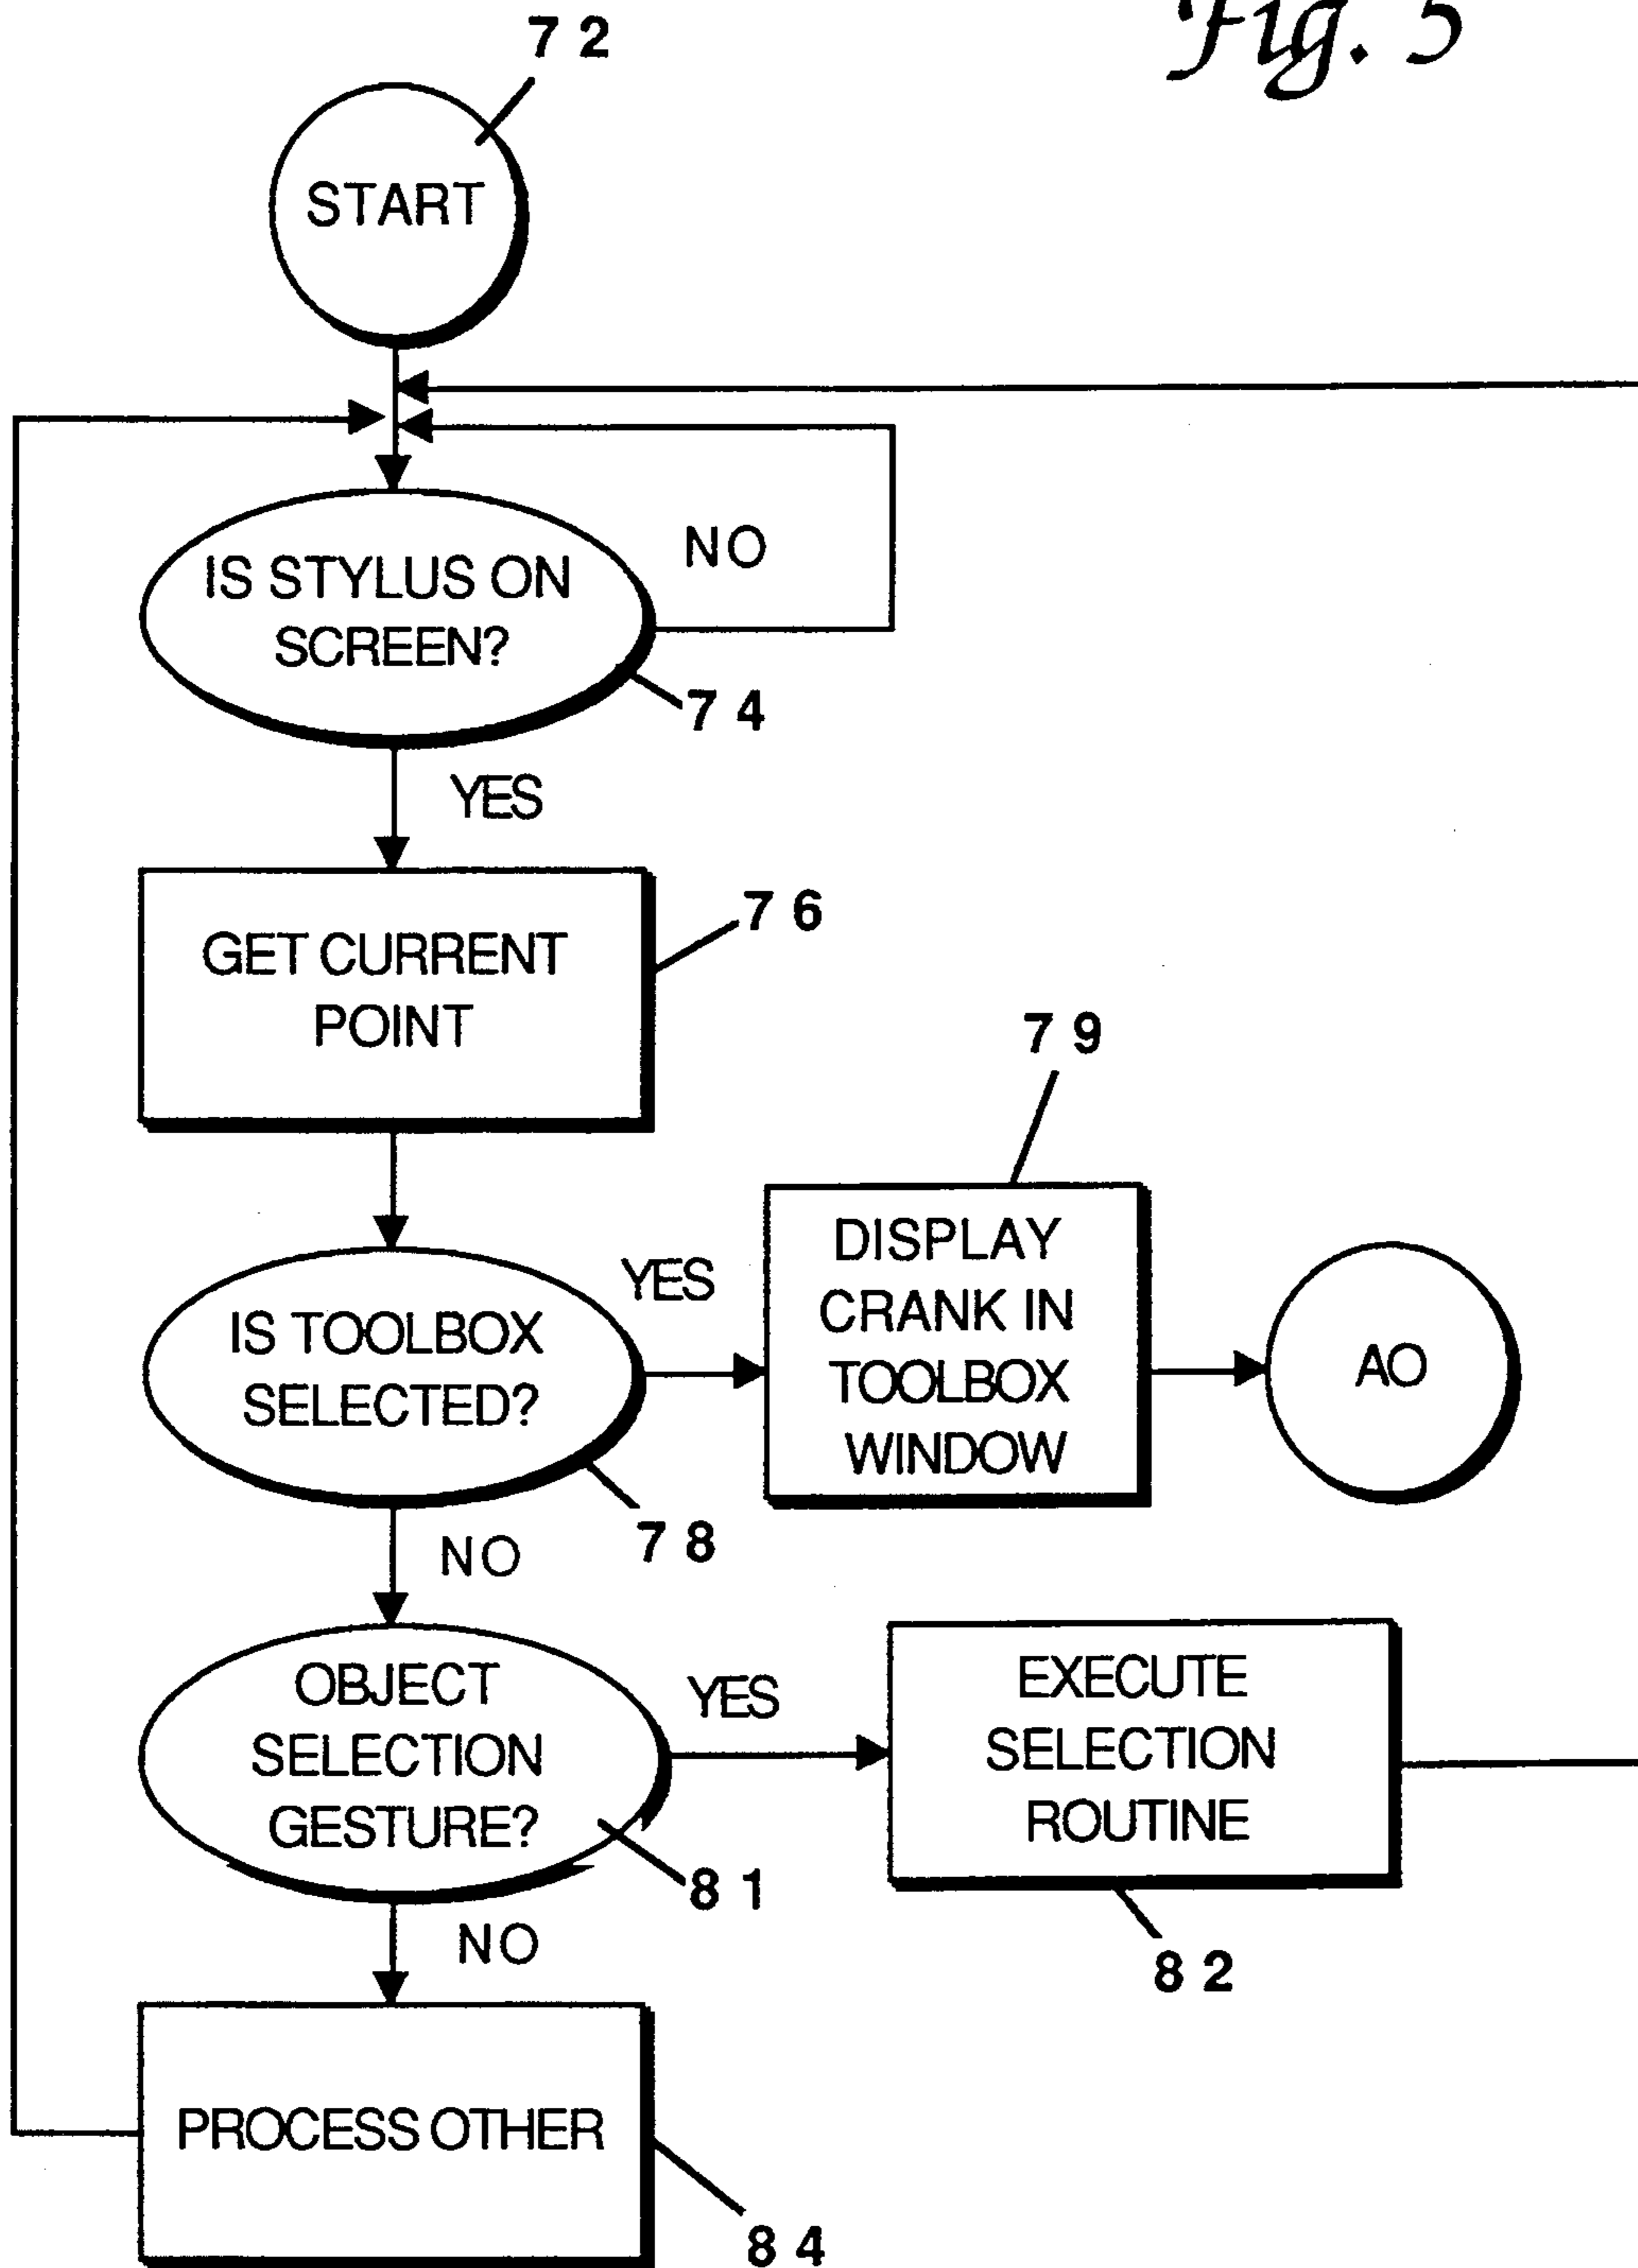 Fig. 5
72
START
NO
IS STYLUS ON
SCREEN?
74
YES
76
GET CURRENT
POINT
79
DISPLAY
CRANK IN
TOOLBOX
WINDOW
YES
IS TOOLBOX
SELECTED?
AO
78
NO
OBJECT
SELECTION
GESTURE?
YES
EXECUTE
SELECTION
ROUTINE
81
82
NO
PROCESS OTHER
84